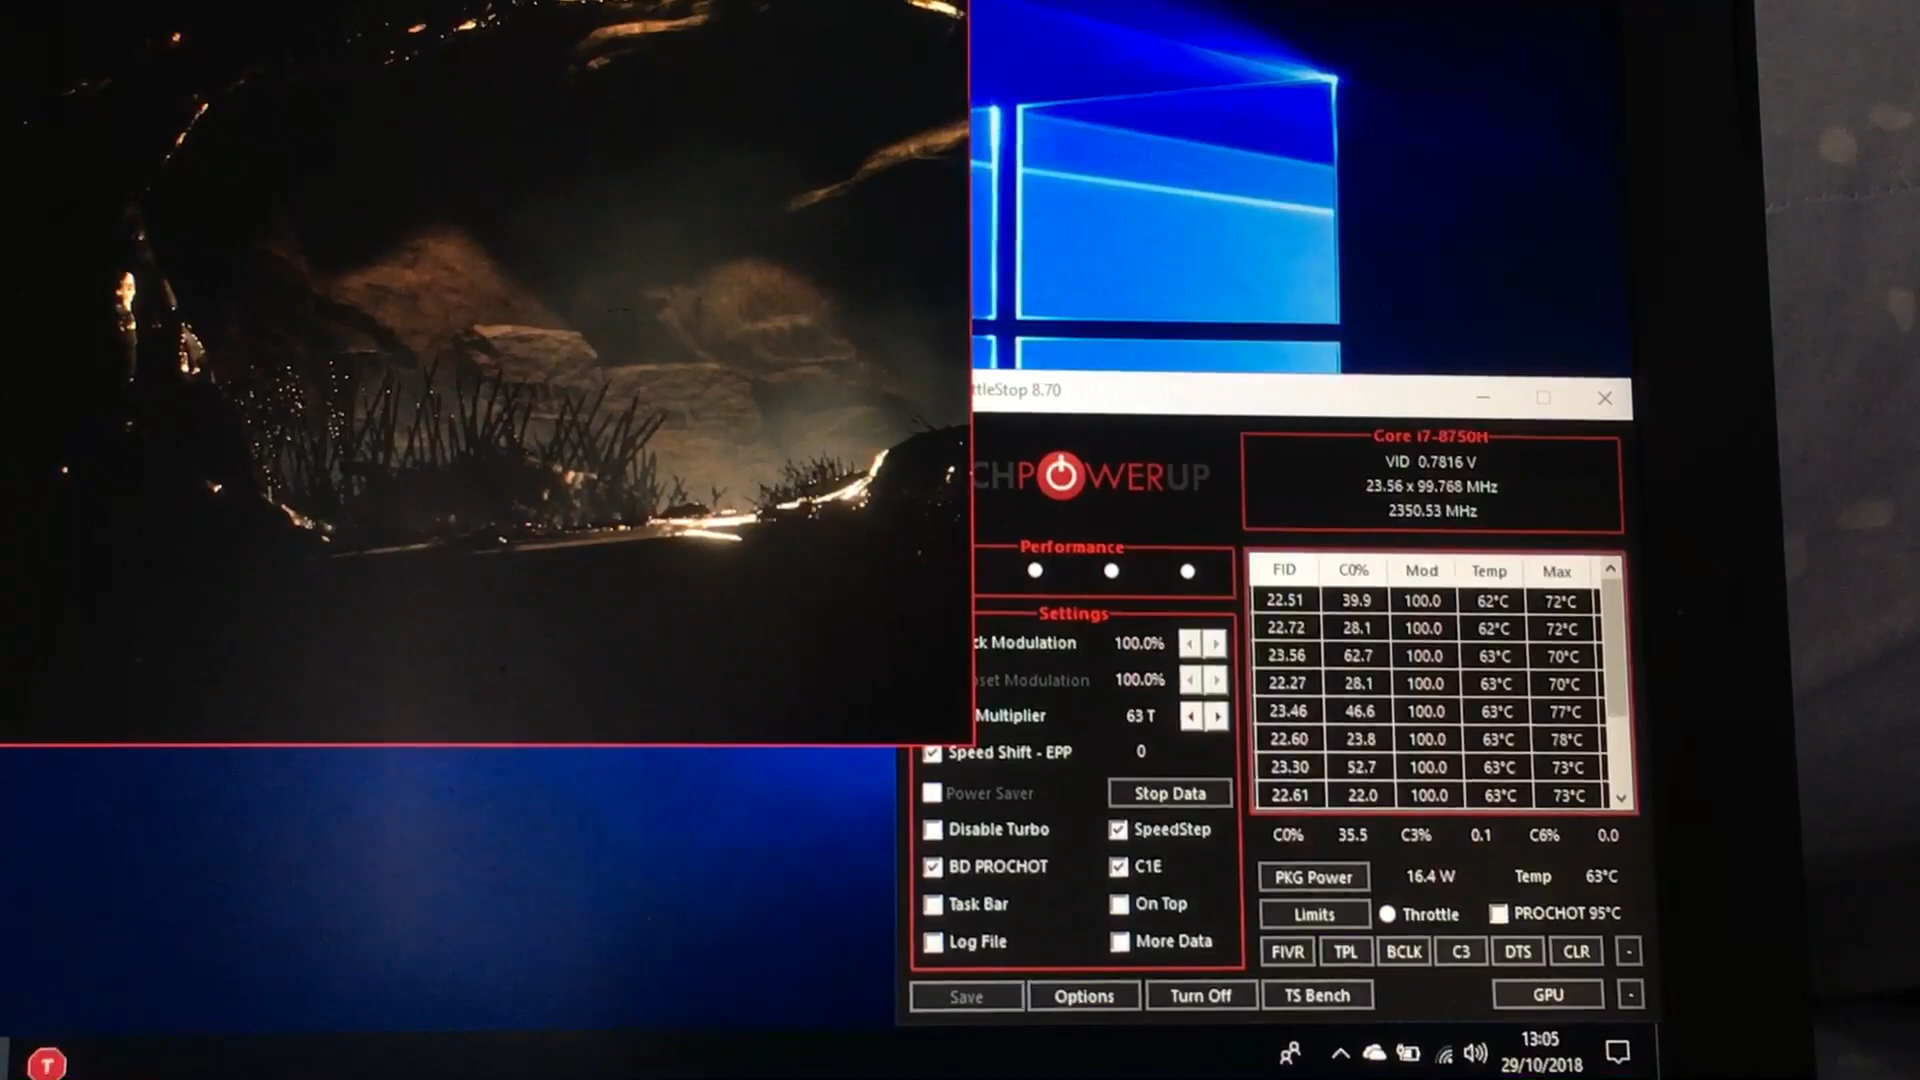 ttleStop 8.70
CHPOWERUP
Core i7-8750H
VID 0.7816 V
23.56 x 99.768 MHz
2350.53 MHz
Performance
Settings
ck Modulation 100.0%
set Modulation 100.0%
Multiplier 63 T
Speed Shift - EPP 0
Power Saver Stop Data
Disable Turbo SpeedStep
BD PROCHOT C1E
Task Bar On Top
Log File More Data
FID C0% Mod Temp Max
22.51 39.9 100.0 62°C 72°C
22.72 28.1 100.0 62°C 72°C
23.56 62.7 100.0 63°C 70°C
22.27 28.1 100.0 63°C 70°C
23.46 46.6 100.0 63°C 77°C
22.60 23.8 100.0 63°C 78°C
23.30 52.7 100.0 63°C 73°C
22.61 22.0 100.0 63°C 73°C
C0% 35.5 C3% 0.1 C6% 0.0
PKG Power 16.4 W Temp 63°C
Limits Throttle PROCHOT 95°C
FIVR TPL BCLK C3 DTS CLR -
Save Options Turn Off TS Bench GPU -
T
13:05
29/10/2018